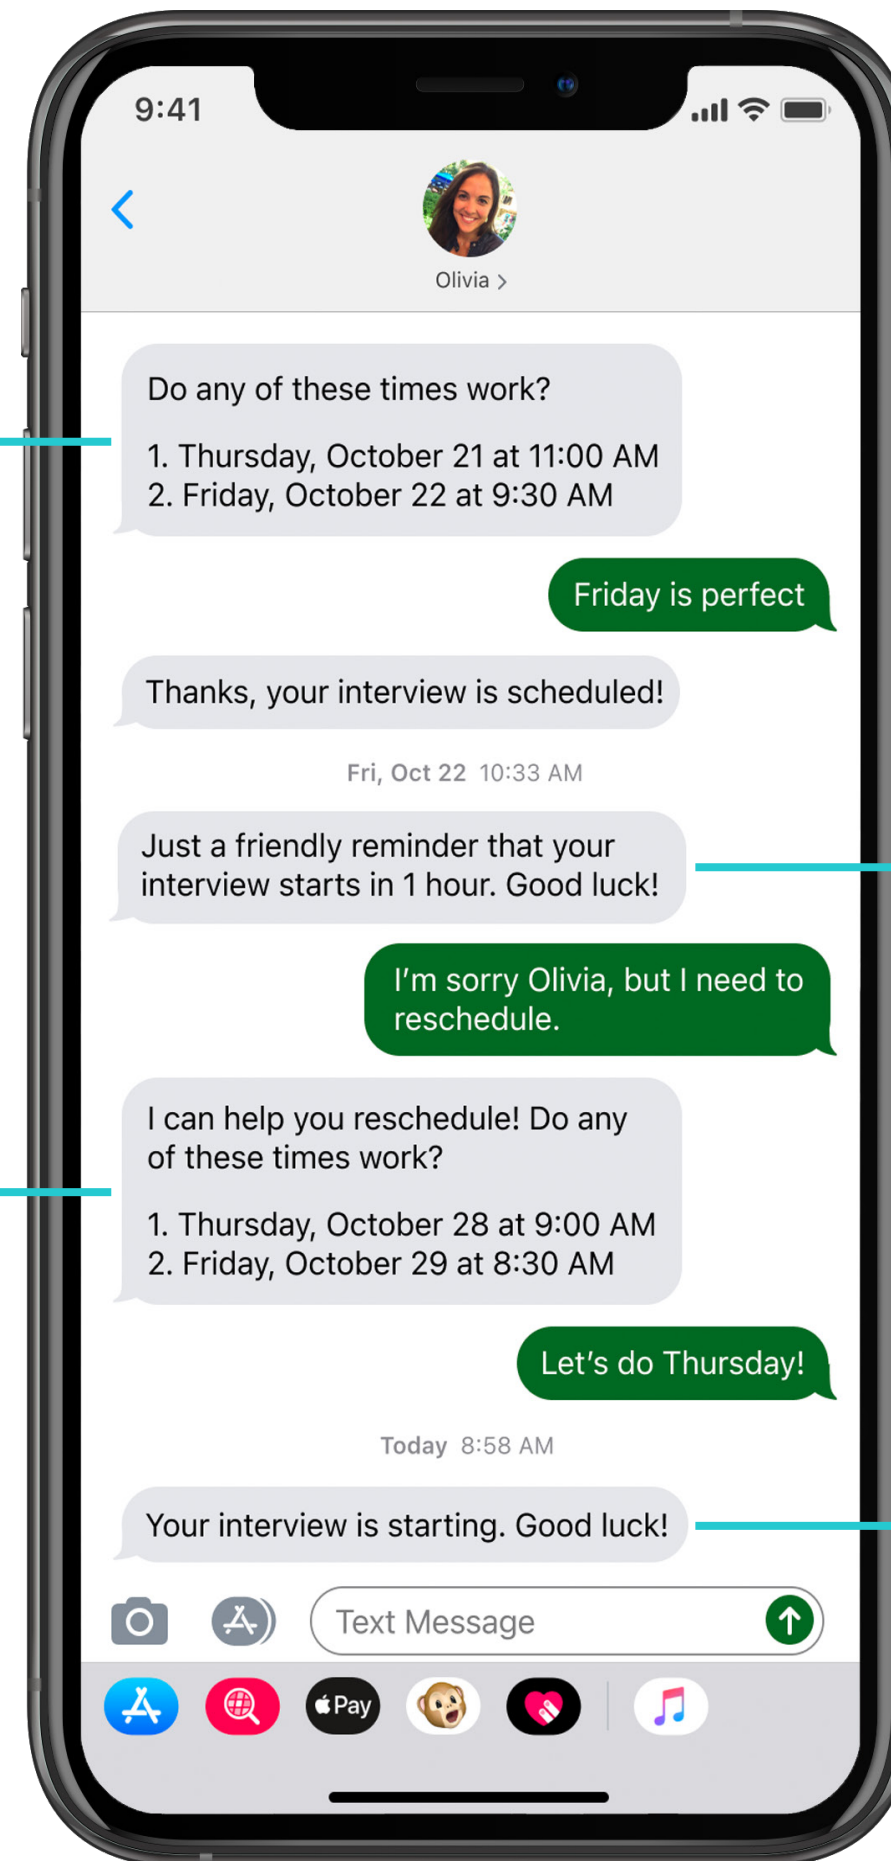 9:41
Olivia >
Do any of these times work?
1. Thursday, October 21 at 11:00 AM
2. Friday, October 22 at 9:30 AM
Friday is perfect
Thanks, your interview is scheduled!
Fri, Oct 22 10:33 AM
Just a friendly reminder that your
interview starts in 1 hour. Good luck!
I'm sorry Olivia, but I need to
reschedule.
I can help you reschedule! Do any
of these times work?
1. Thursday, October 28 at 9:00 AM
2. Friday, October 29 at 8:30 AM
Let's do Thursday!
Today 8:58 AM
Your interview is starting. Good luck!
Text Message
Pay